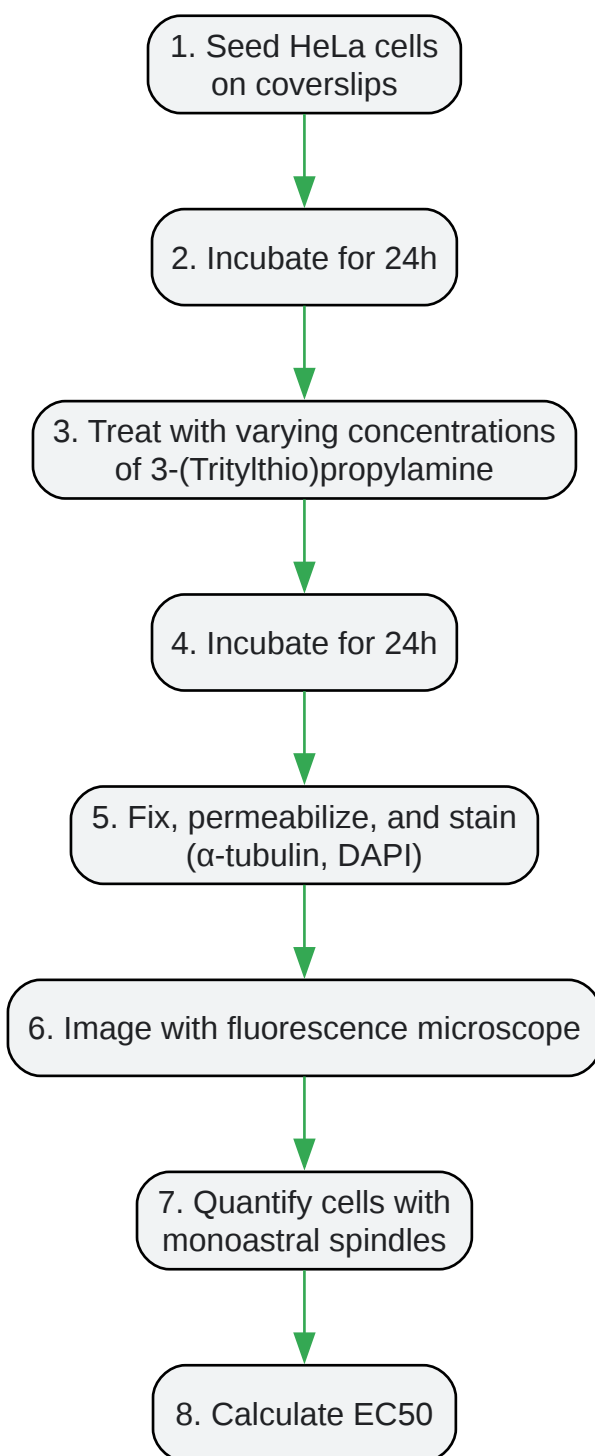 1. Seed HeLa cells
on coverslips
2. Incubate for 24h
3. Treat with varying concentrations
of 3-(Tritylthio)propylamine
4. Incubate for 24h
5. Fix, permeabilize, and stain
(α-tubulin, DAPI)
6. Image with fluorescence microscope
7. Quantify cells with
monoastral spindles
8. Calculate EC50